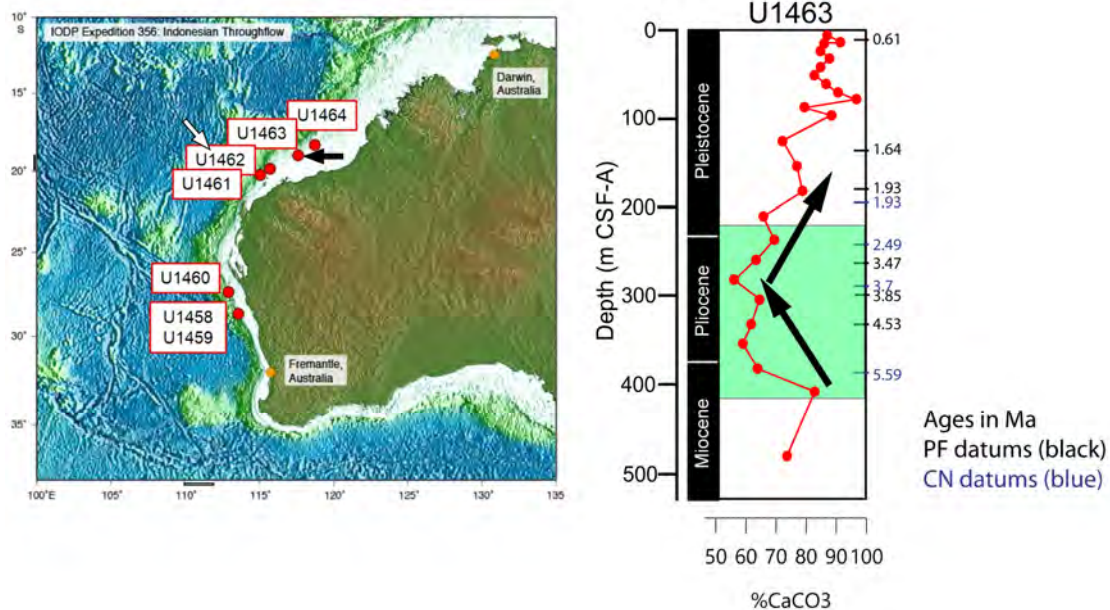 IODP Expedition 356: Indonesian Throughflow
10°
S
15°
20°
25°
30°
35°
100°E
105°
110°
115°
120°
125°
130°
135°
Darwin,
Australia
U1464
U1463
U1462
U1461
U1460
U1458
U1459
Fremantle,
Australia
U1463
Depth (m CSF-A)
0
100
200
300
400
500
Pleistocene
Pliocene
Miocene
0.61
1.64
1.93
1.93
2.49
3.47
3.7
3.85
4.53
5.59
50 60 70 80 90 100
%CaCO3
Ages in Ma
PF datums (black)
CN datums (blue)